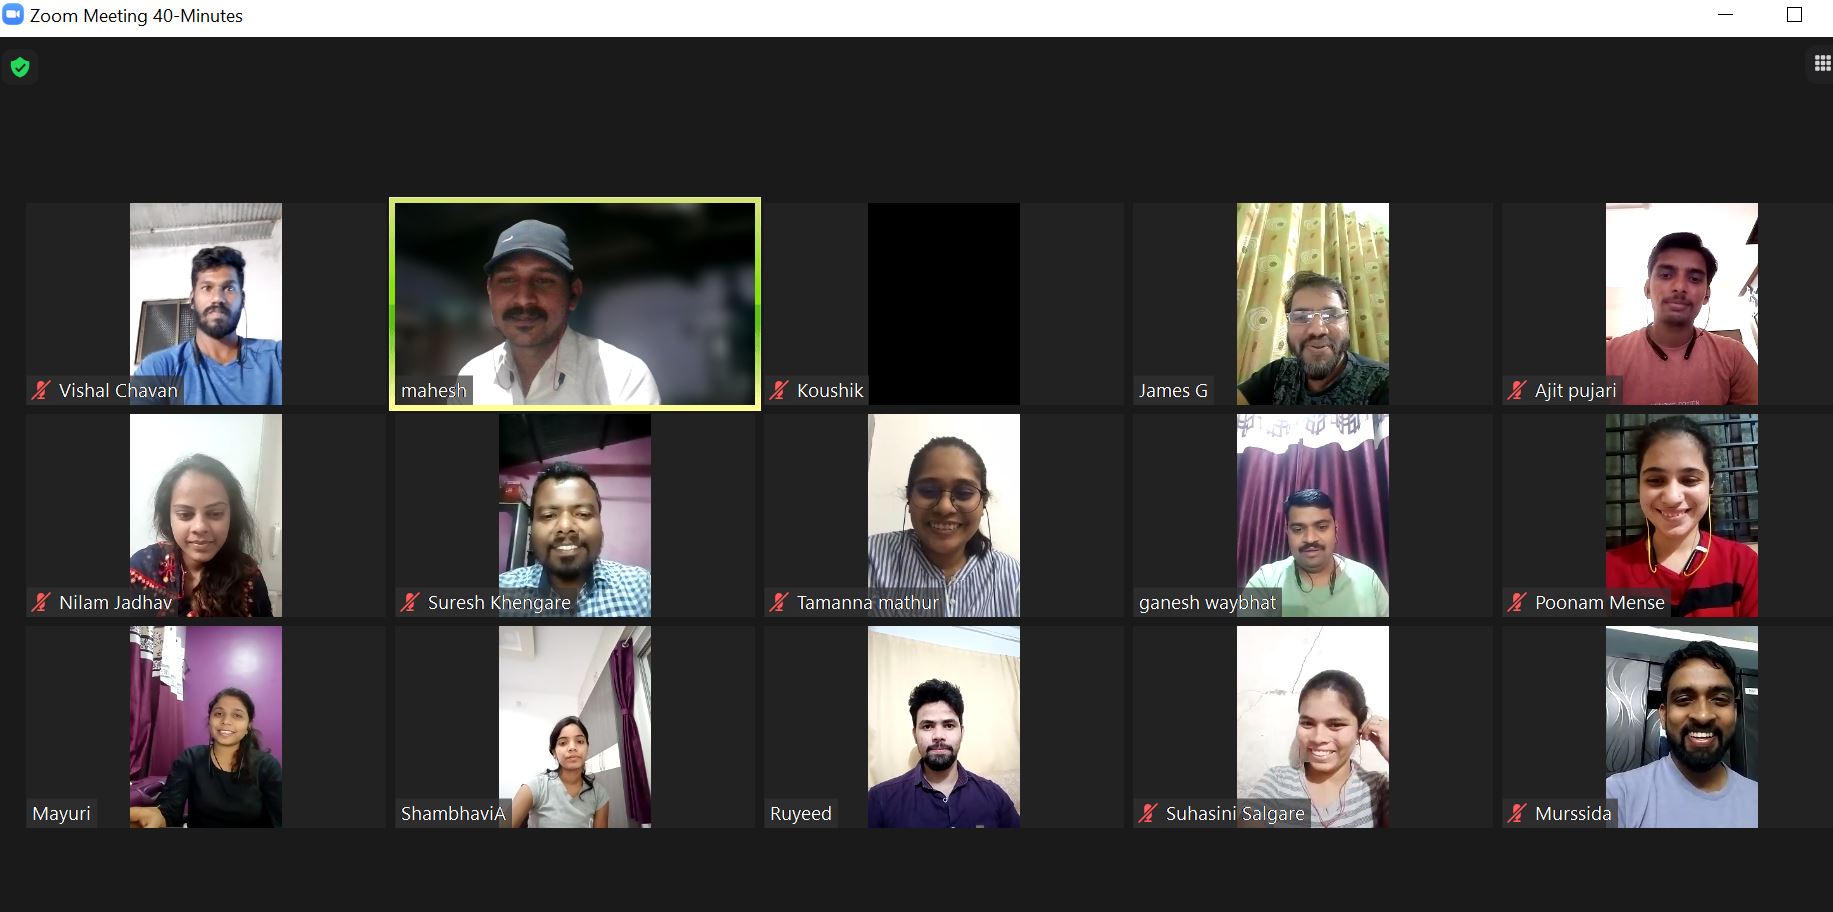 Zoom Meeting 40-Minutes
Vishal Chavan
mahesh
Koushik
James G
Ajit pujari
Nilam Jadhav
Suresh Khengare
Tamanna mathur
ganesh waybhat
Poonam Mense
Mayuri
ShambhaviA
Ruyeed
Suhasini Salgare
Murssida